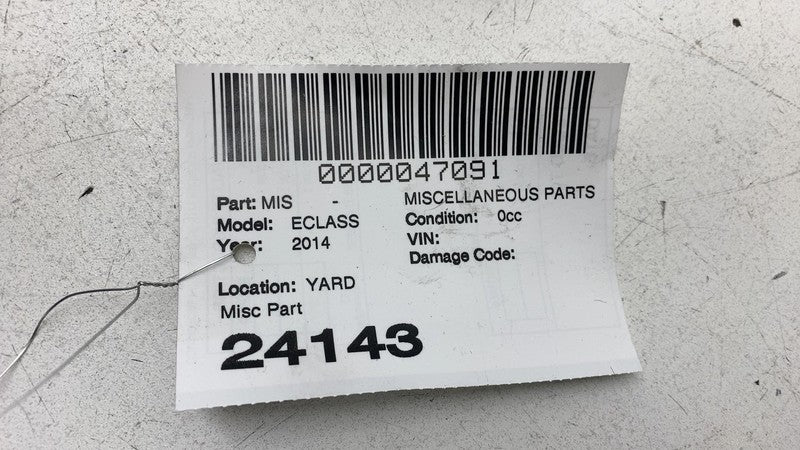 0000047091
Part: MIS - MISCELLANEOUS PARTS
Model: ECLASS Condition: 0cc
Year: 2014 VIN:
Damage Code:
Location: YARD
Misc Part
24143